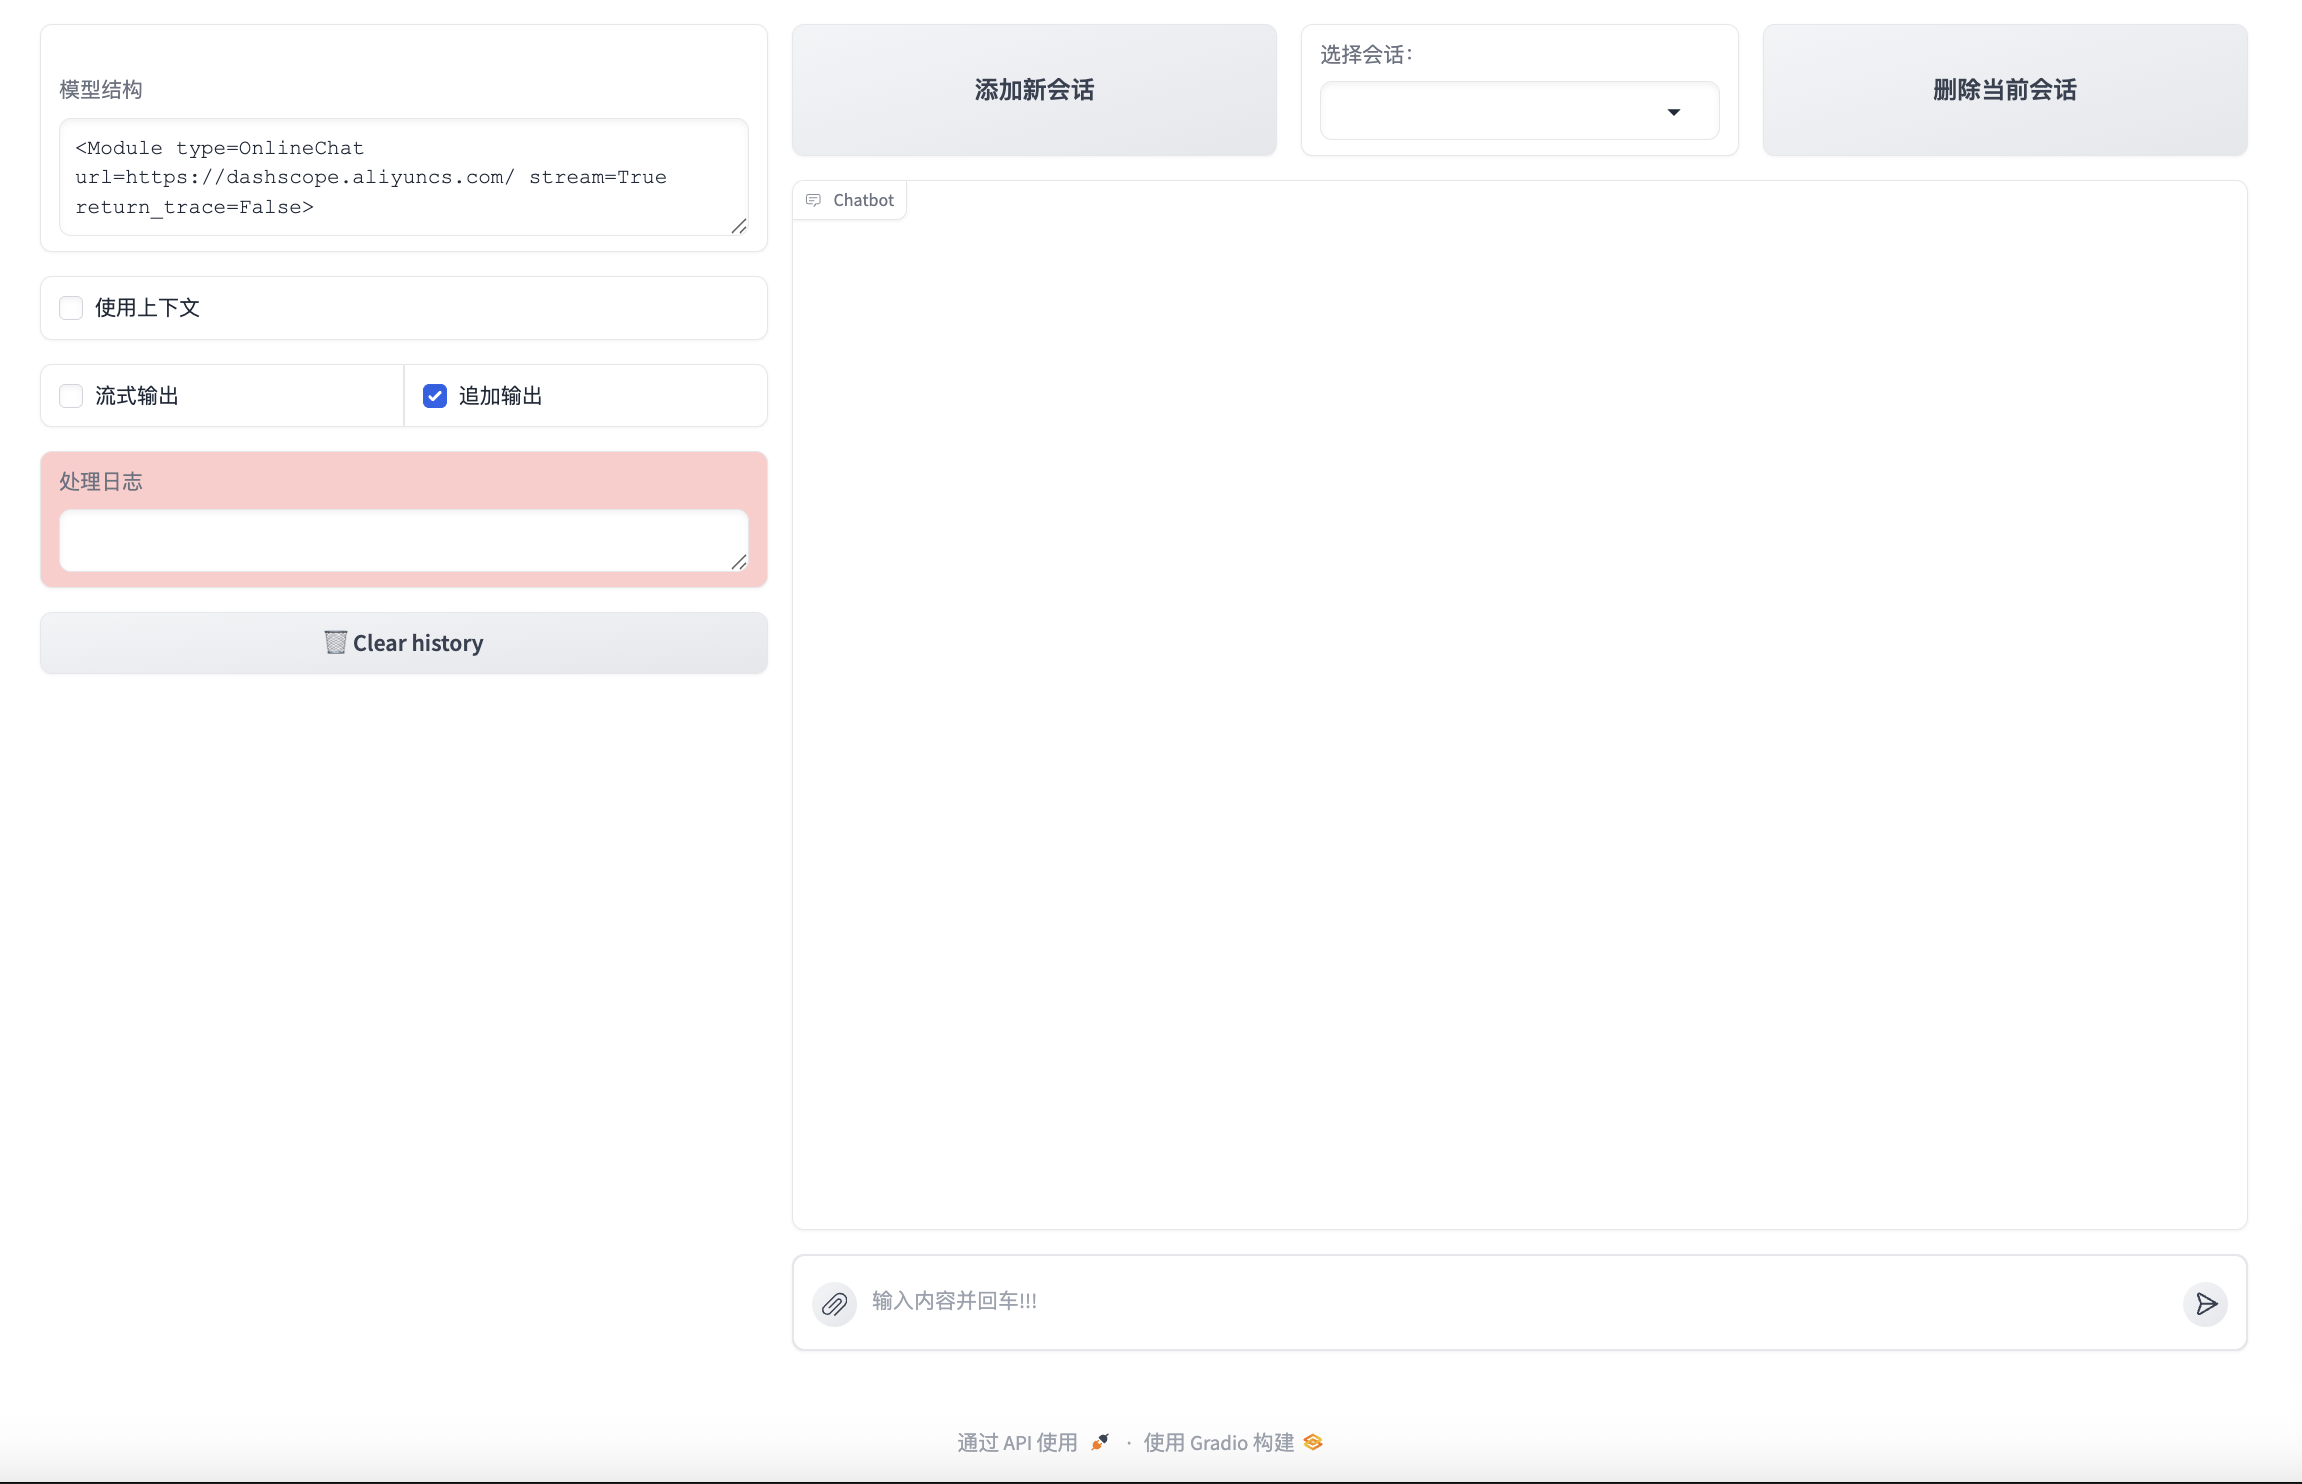 模型结构
<Module type=OnlineChat
url=https://dashscope.aliyuncs.com/ stream=True
return_trace=False>
使用上下文
流式输出
追加输出
处理日志
Clear history
添加新会话
选择会话：
删除当前会话
Chatbot
输入内容并回车!!!
通过 API 使用 · 使用 Gradio 构建